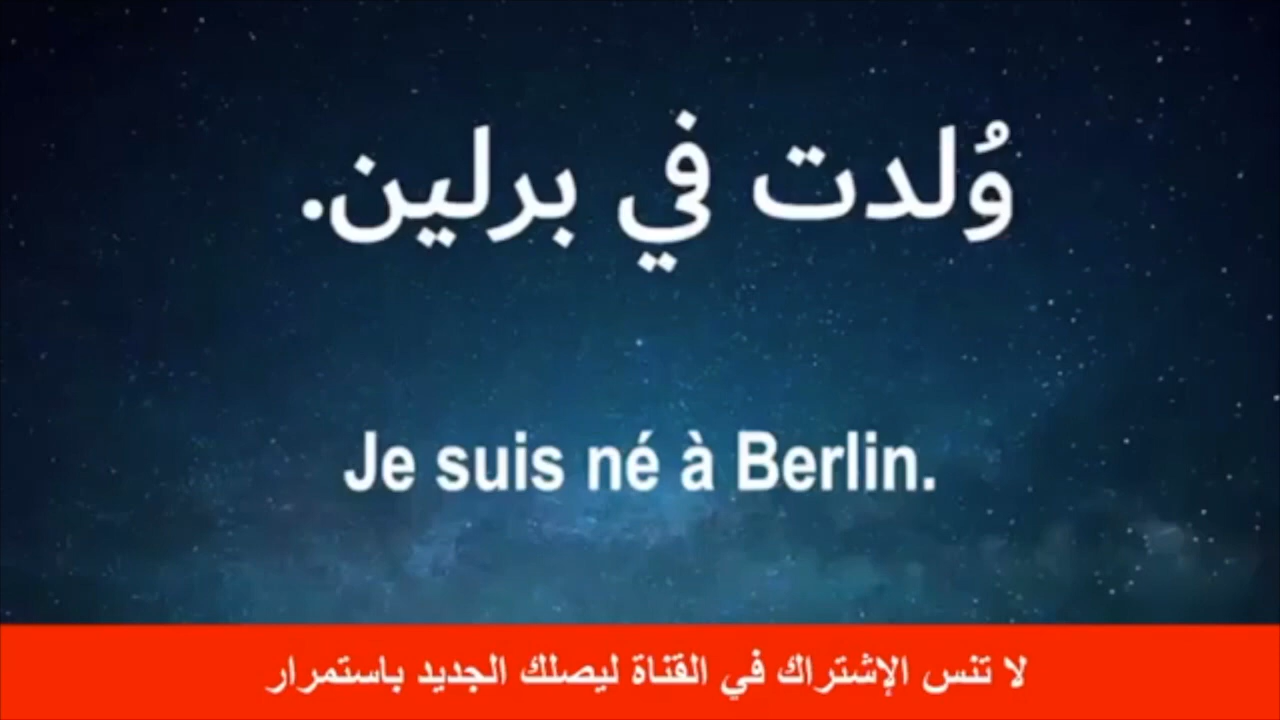 وُلدت في برلين.
Je suis né à Berlin.
لا تنس الإشتراك في القناة ليصلك الجديد باستمرار